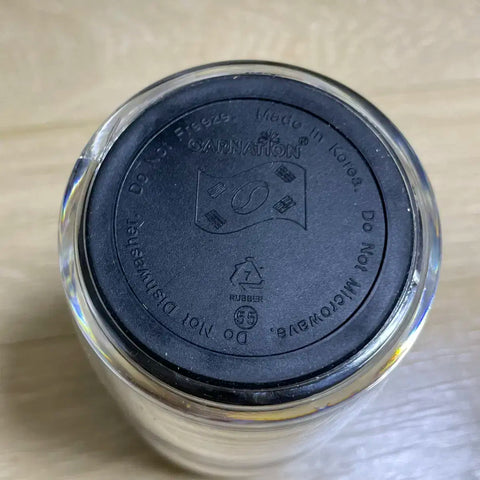 Made in Korea. Do Not Microwave. Do Not Dishwasher. Do Not Freeze.
CARNATION®
7
RUBBER
55